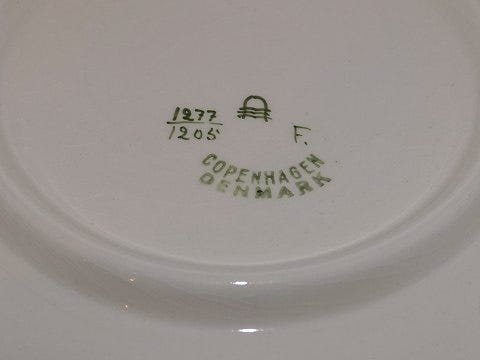 1277
1205 F.
COPENHAGEN
DENMARK